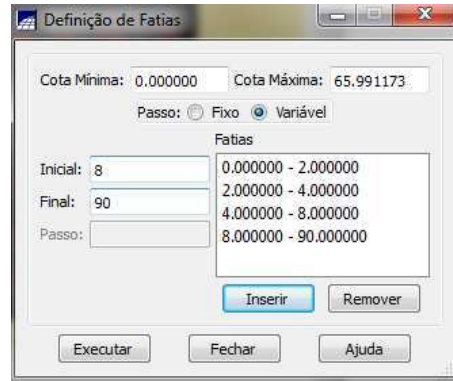 Definição de Fatias
Cota Mínima: 0.000000 Cota Máxima: 65.991173
Passo: Fixo Variável
Fatias
Inicial: 8
Final: 90
Passo:
0.000000 - 2.000000
2.000000 - 4.000000
4.000000 - 8.000000
8.000000 - 90.000000
Inserir Remover
Executar Fechar Ajuda